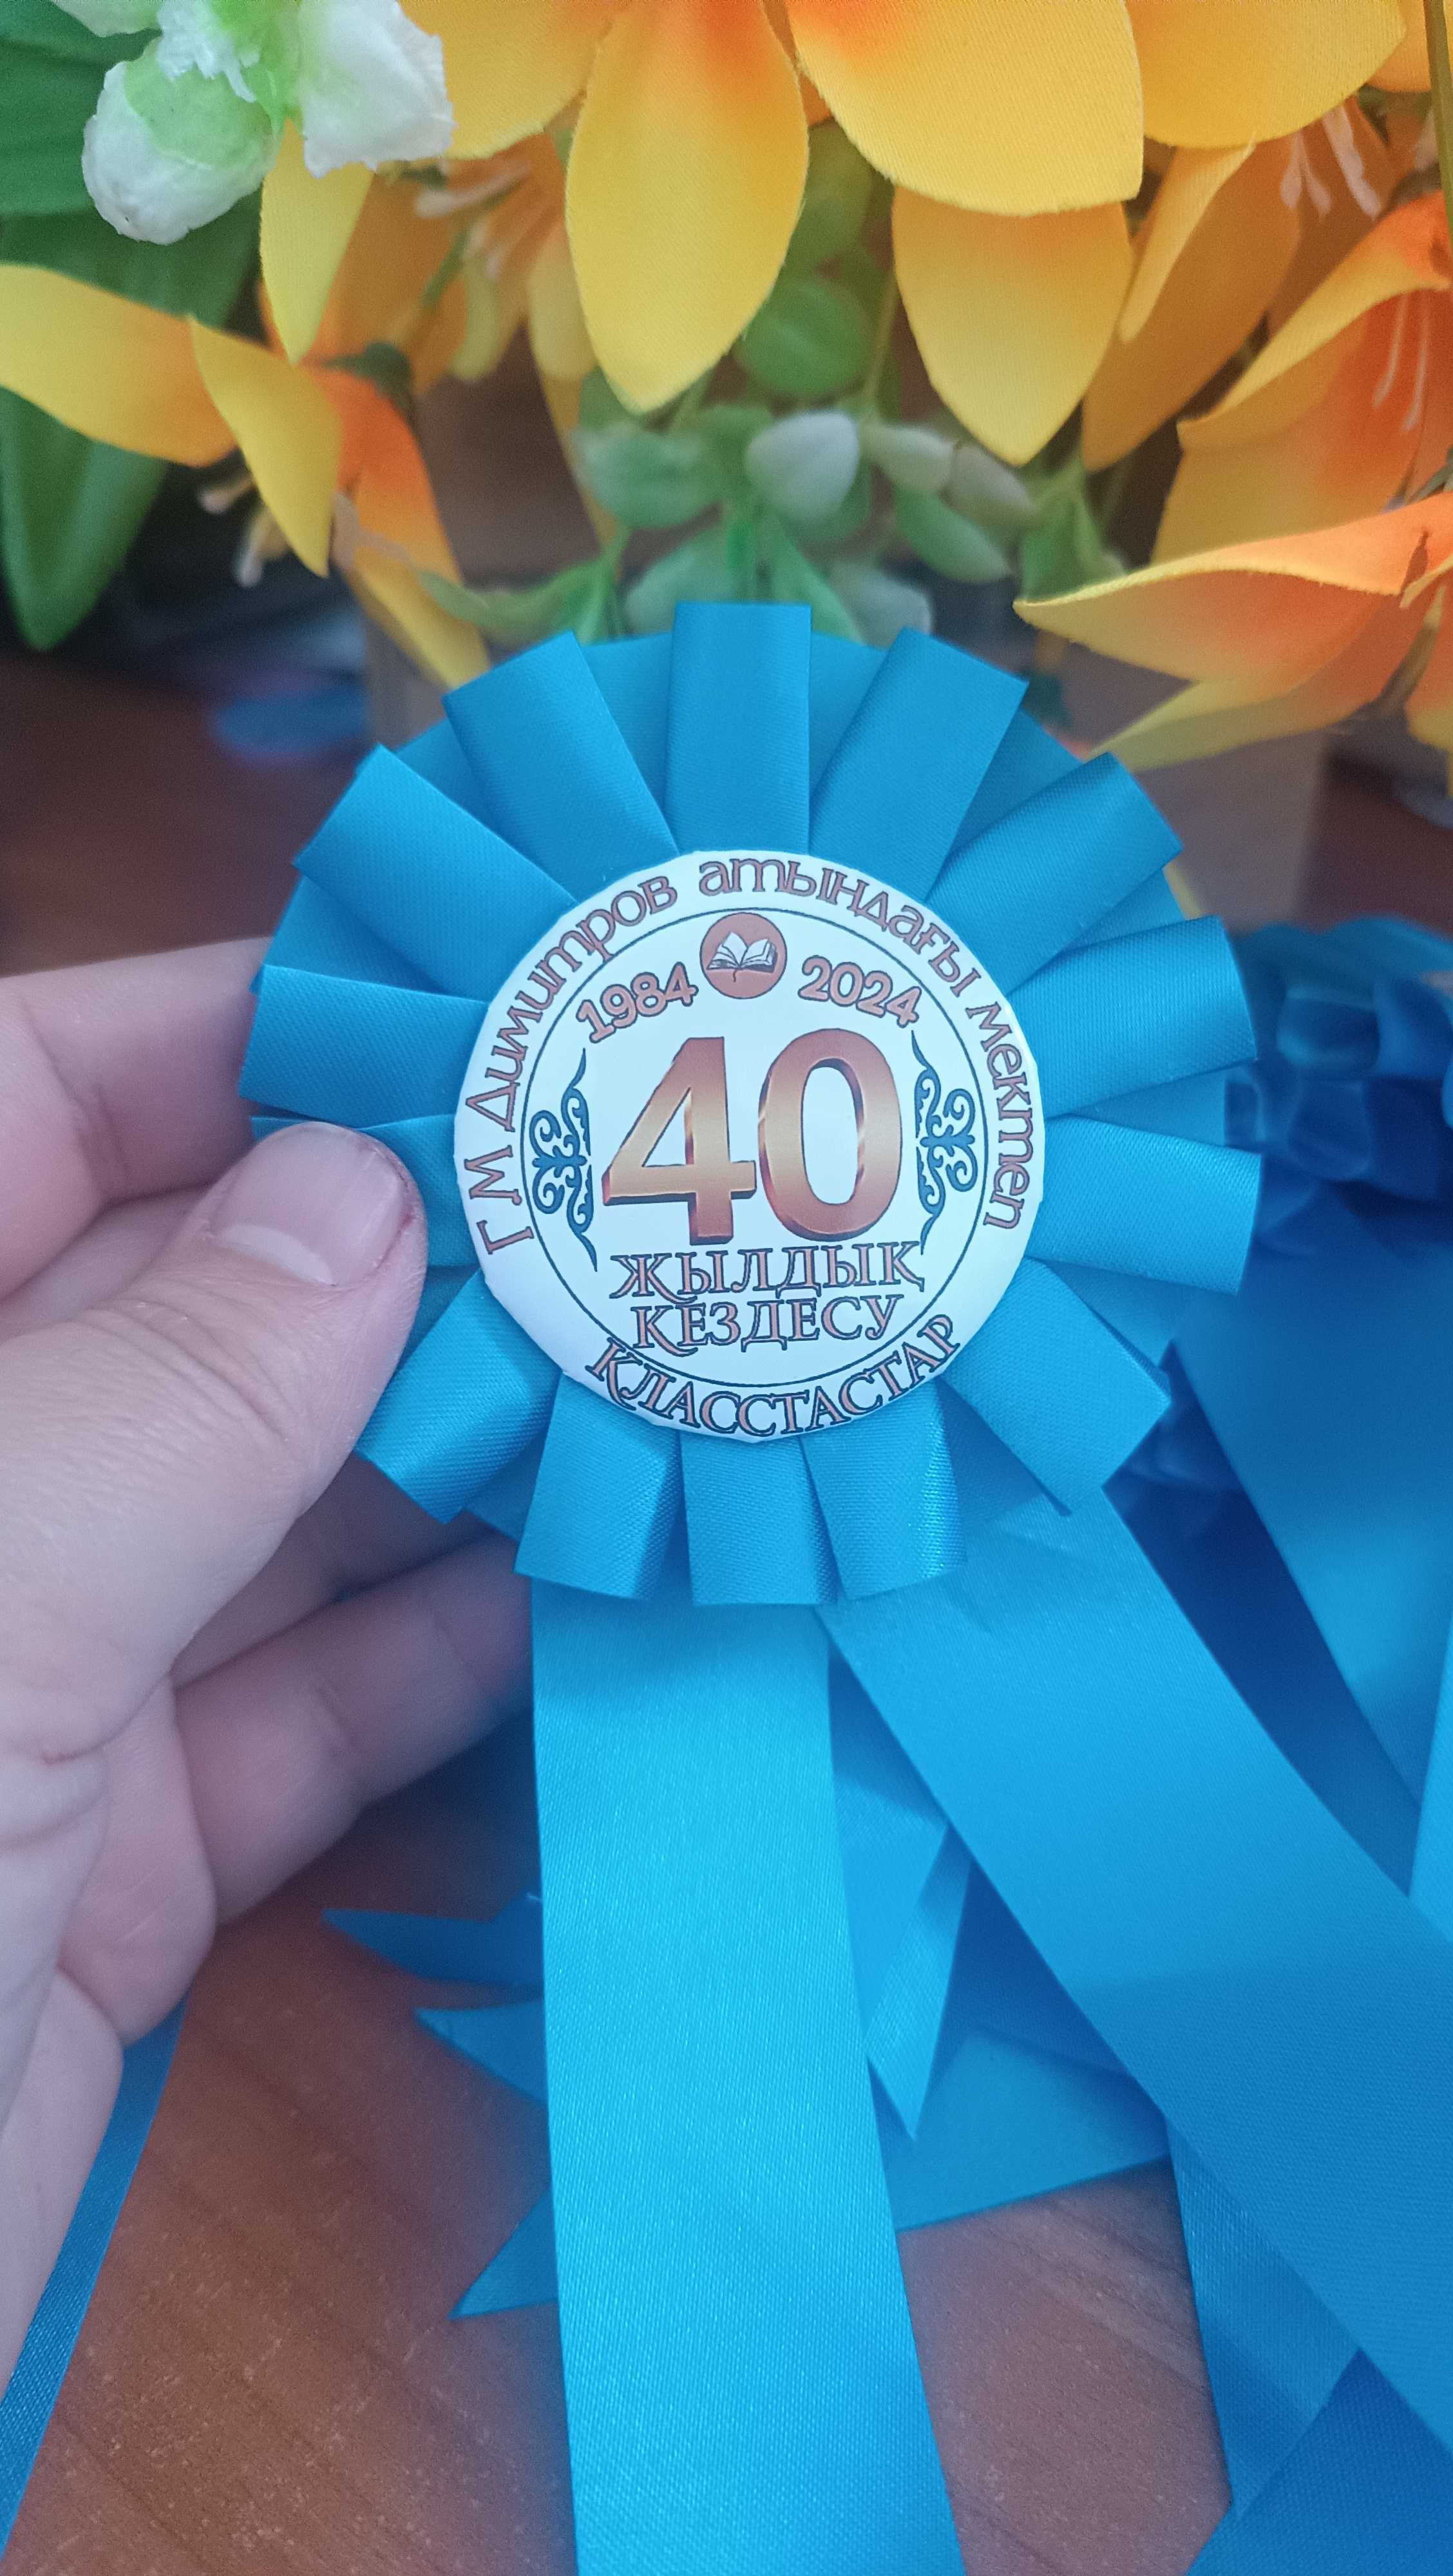 Г М Димитров атындағы мектеп
1984 2024
40
ЖЫЛДЫҚ
КЕЗДЕСУ
КЛАССТАСТАР